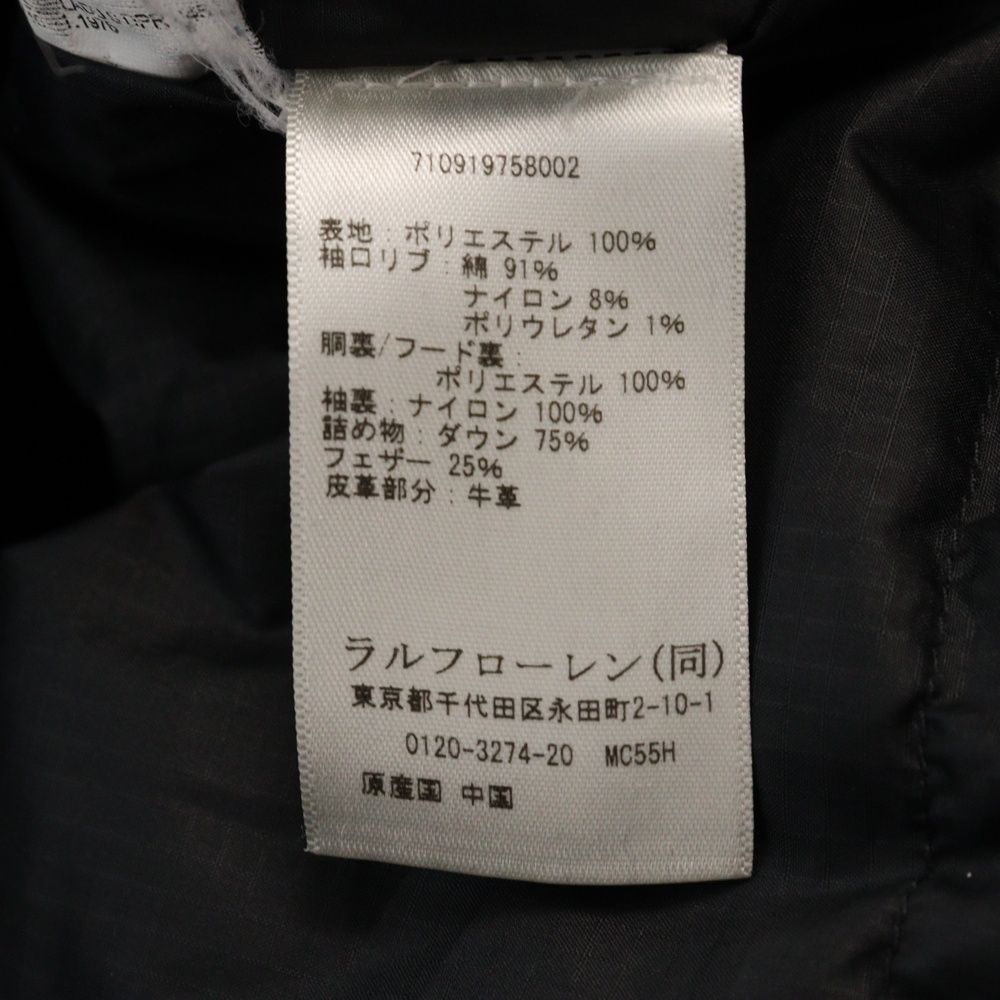 .1976
710919758002
表地：ポリエステル 100%
袖口リブ：綿 91%
ナイロン 8%
ポリウレタン 1%
胴裏/フード裏：
ポリエステル 100%
袖裏：ナイロン 100%
詰め物：ダウン 75%
フェザー 25%
皮革部分：牛革
ラルフローレン(同)
東京都千代田区永田町2-10-1
0120-3274-20 MC55H
原産国 中国